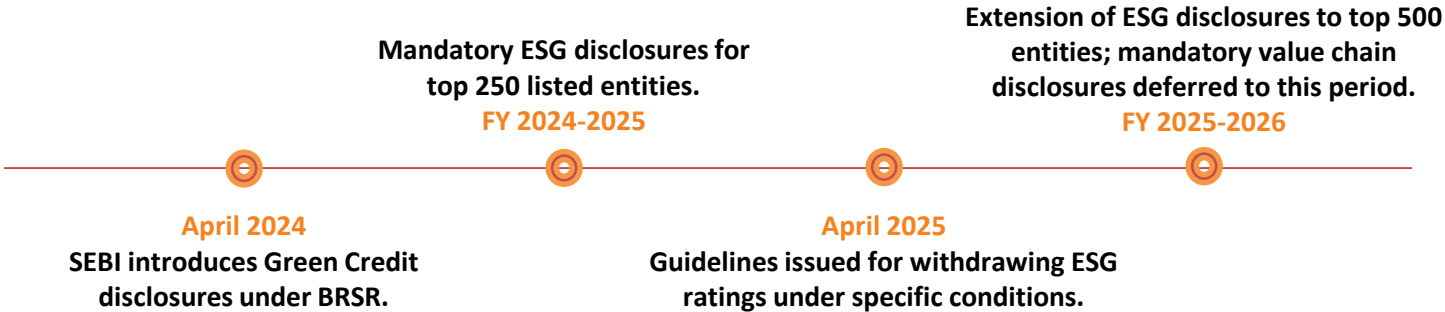 Mandatory ESG disclosures for
top 250 listed entities.
FY 2024-2025
Extension of ESG disclosures to top 500
entities; mandatory value chain
disclosures deferred to this period.
FY 2025-2026
April 2024
SEBI introduces Green Credit
disclosures under BRSR.
April 2025
Guidelines issued for withdrawing ESG
ratings under specific conditions.